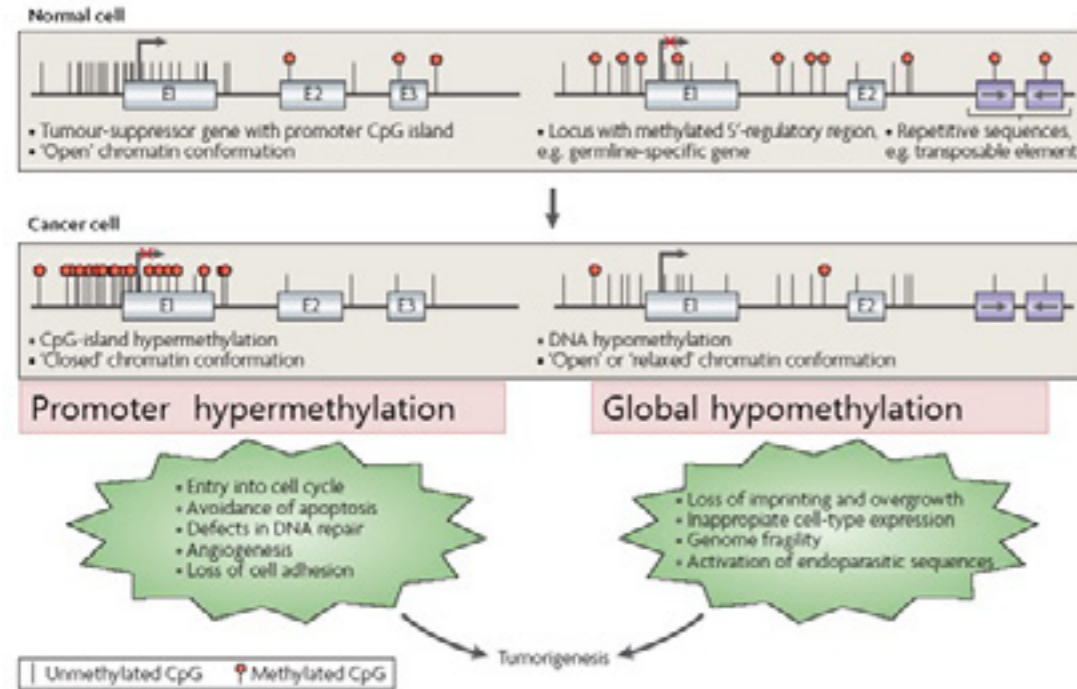 Normal cell
E1
E2
E3
E1
E2
▪ Tumour-suppressor gene with promoter CpG island
▪ 'Open' chromatin conformation
▪ Locus with methylated 5'-regulatory region,
e.g. germline-specific gene
▪ Repetitive sequences,
e.g. transposable element
Cancer cell
E1
E2
E3
E1
E2
▪ CpG-island hypermethylation
▪ 'Closed' chromatin conformation
▪ DNA hypomethylation
▪ 'Open' or 'relaxed' chromatin conformation
Promoter hypermethylation
Global hypomethylation
▪ Entry into cell cycle
▪ Avoidance of apoptosis
▪ Defects in DNA repair
▪ Angiogenesis
▪ Loss of cell adhesion
▪ Loss of imprinting and overgrowth
▪ Inappropiate cell-type expression
▪ Genome fragility
▪ Activation of endoparasitic sequences
Tumorigenesis
Unmethylated CpG
Methylated CpG